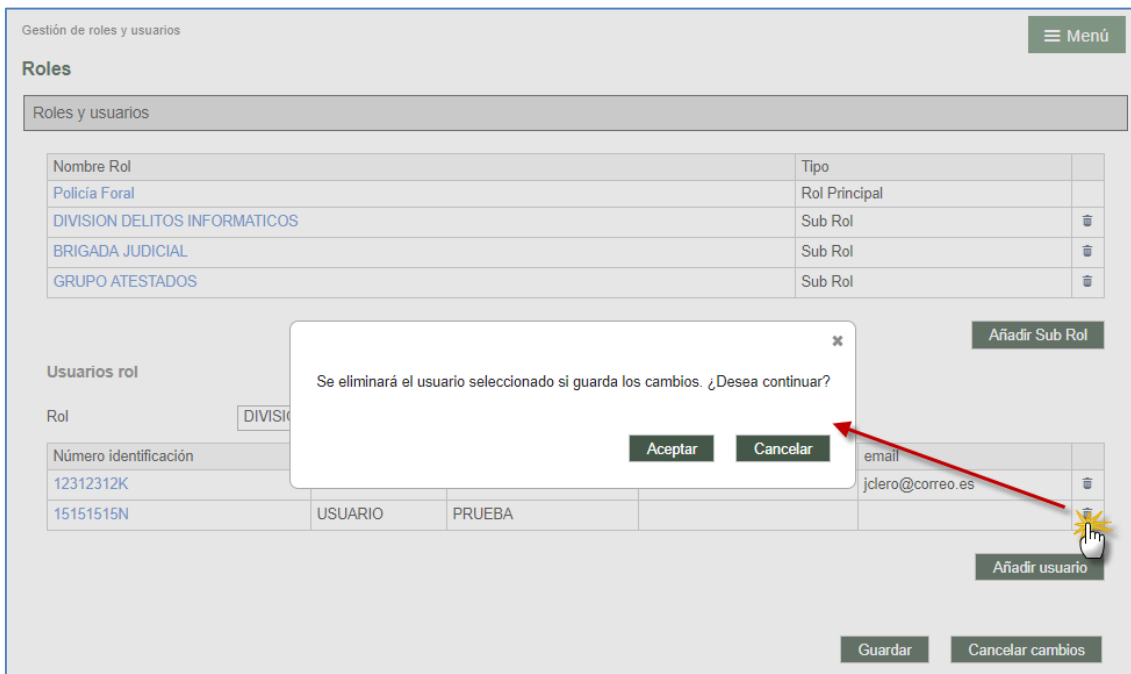 Gestión de roles y usuarios
☰ Menú
Roles
Roles y usuarios
Nombre Rol Tipo
Policía Foral Rol Principal
DIVISION DELITOS INFORMATICOS Sub Rol
BRIGADA JUDICIAL Sub Rol
GRUPO ATESTADOS Sub Rol
Añadir Sub Rol
Se eliminará el usuario seleccionado si guarda los cambios. ¿Desea continuar?
Aceptar Cancelar
Usuarios rol
Rol
Número identificación email
12312312K jclero@correo.es
15151515N USUARIO PRUEBA
Añadir usuario
Guardar Cancelar cambios